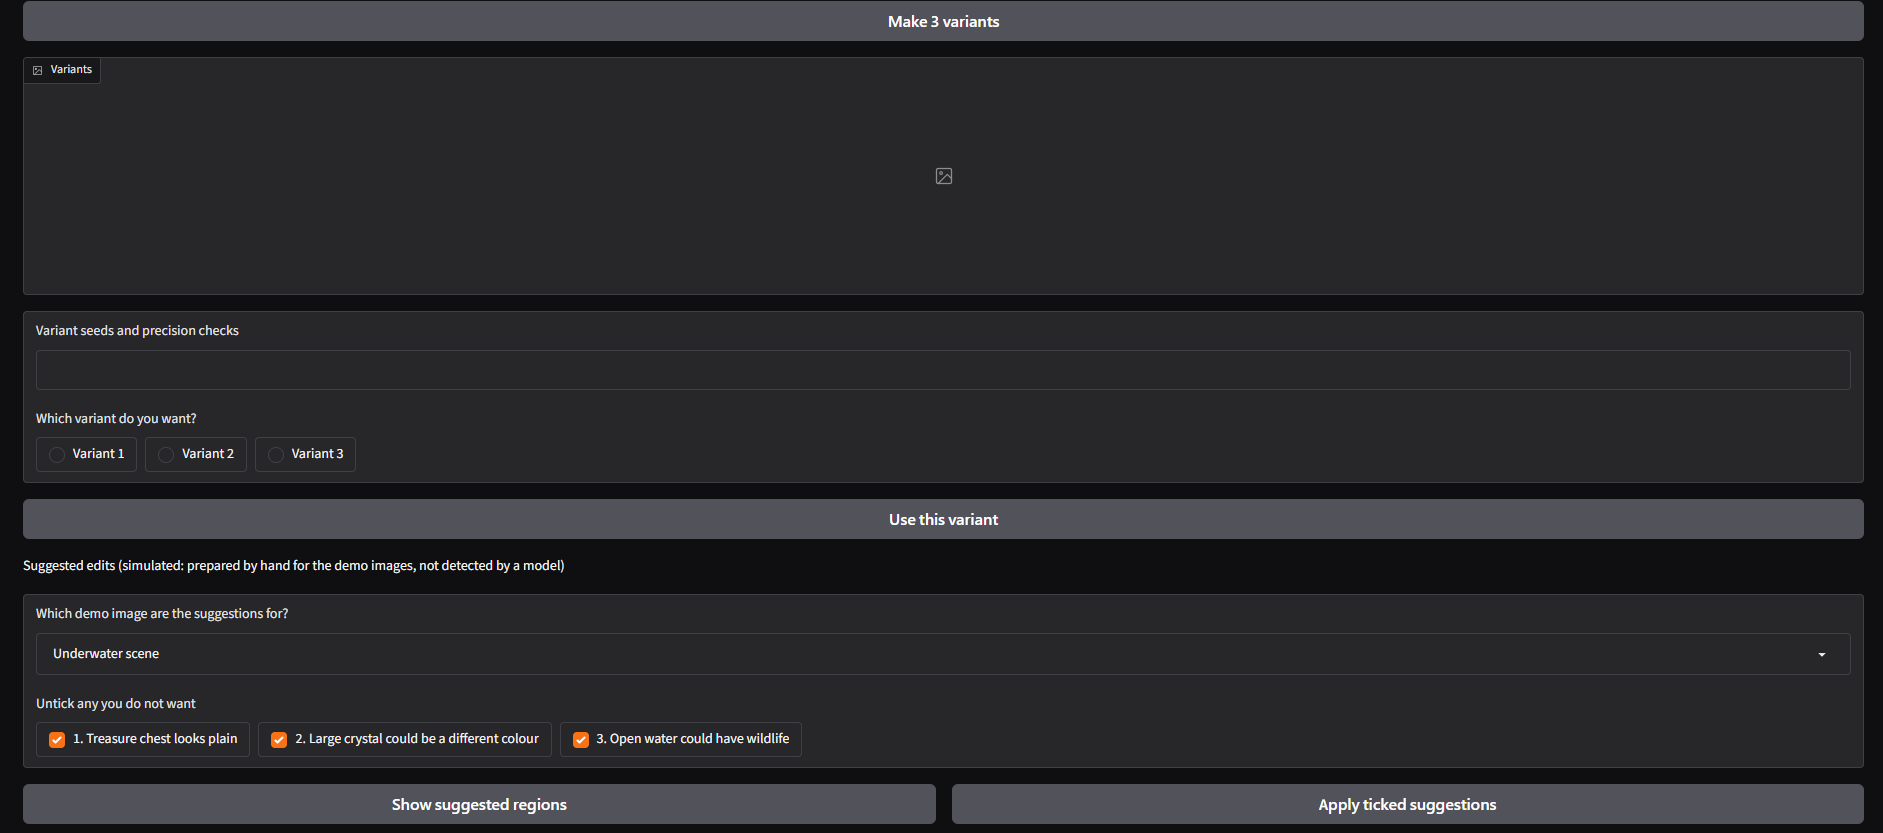 Make 3 variants
Variants
Variant seeds and precision checks
Which variant do you want?
Variant 1
Variant 2
Variant 3
Use this variant
Suggested edits (simulated: prepared by hand for the demo images, not detected by a model)
Which demo image are the suggestions for?
Underwater scene
Untick any you do not want
1. Treasure chest looks plain
2. Large crystal could be a different colour
3. Open water could have wildlife
Show suggested regions
Apply ticked suggestions